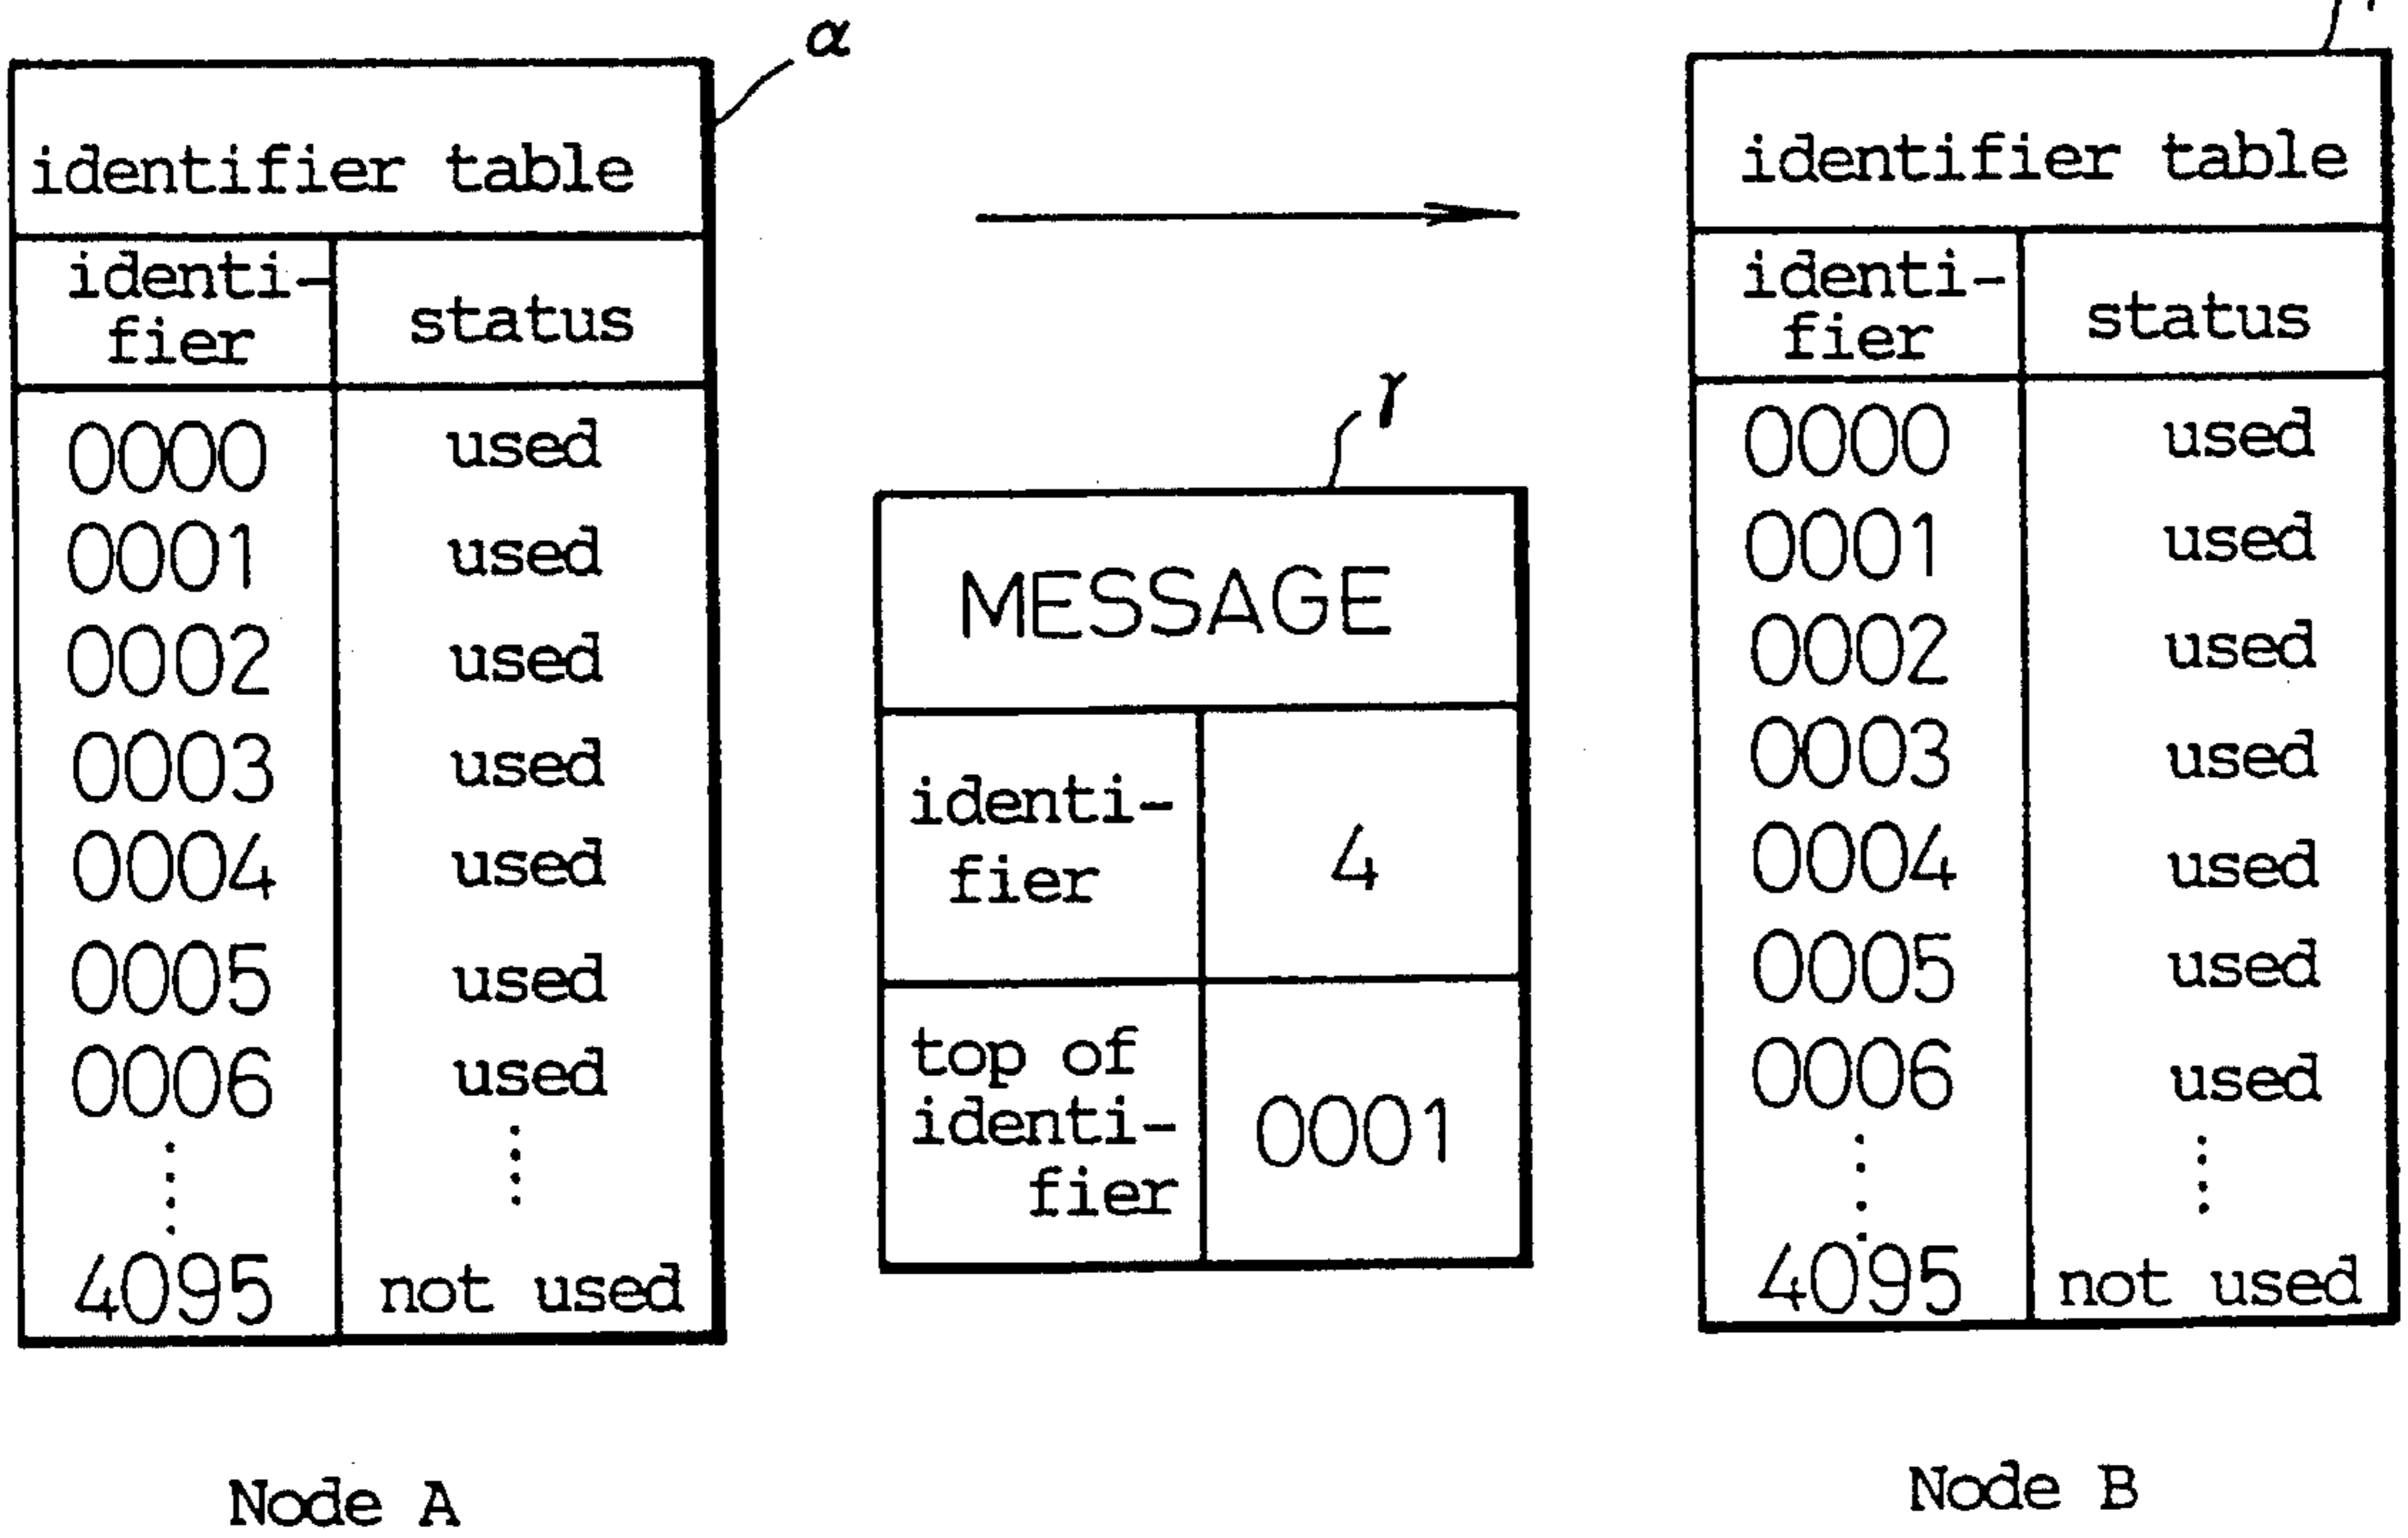 α
identifier table
identi-
fier
status
0000 used
0001 used
0002 used
0003 used
0004 used
0005 used
0006 used
4095 not used
Node A
γ
MESSAGE
identi-
fier
4
top of
identi-
fier
0001
identifier table
identi-
fier
status
0000 used
0001 used
0002 used
0003 used
0004 used
0005 used
0006 used
4095 not used
Node B